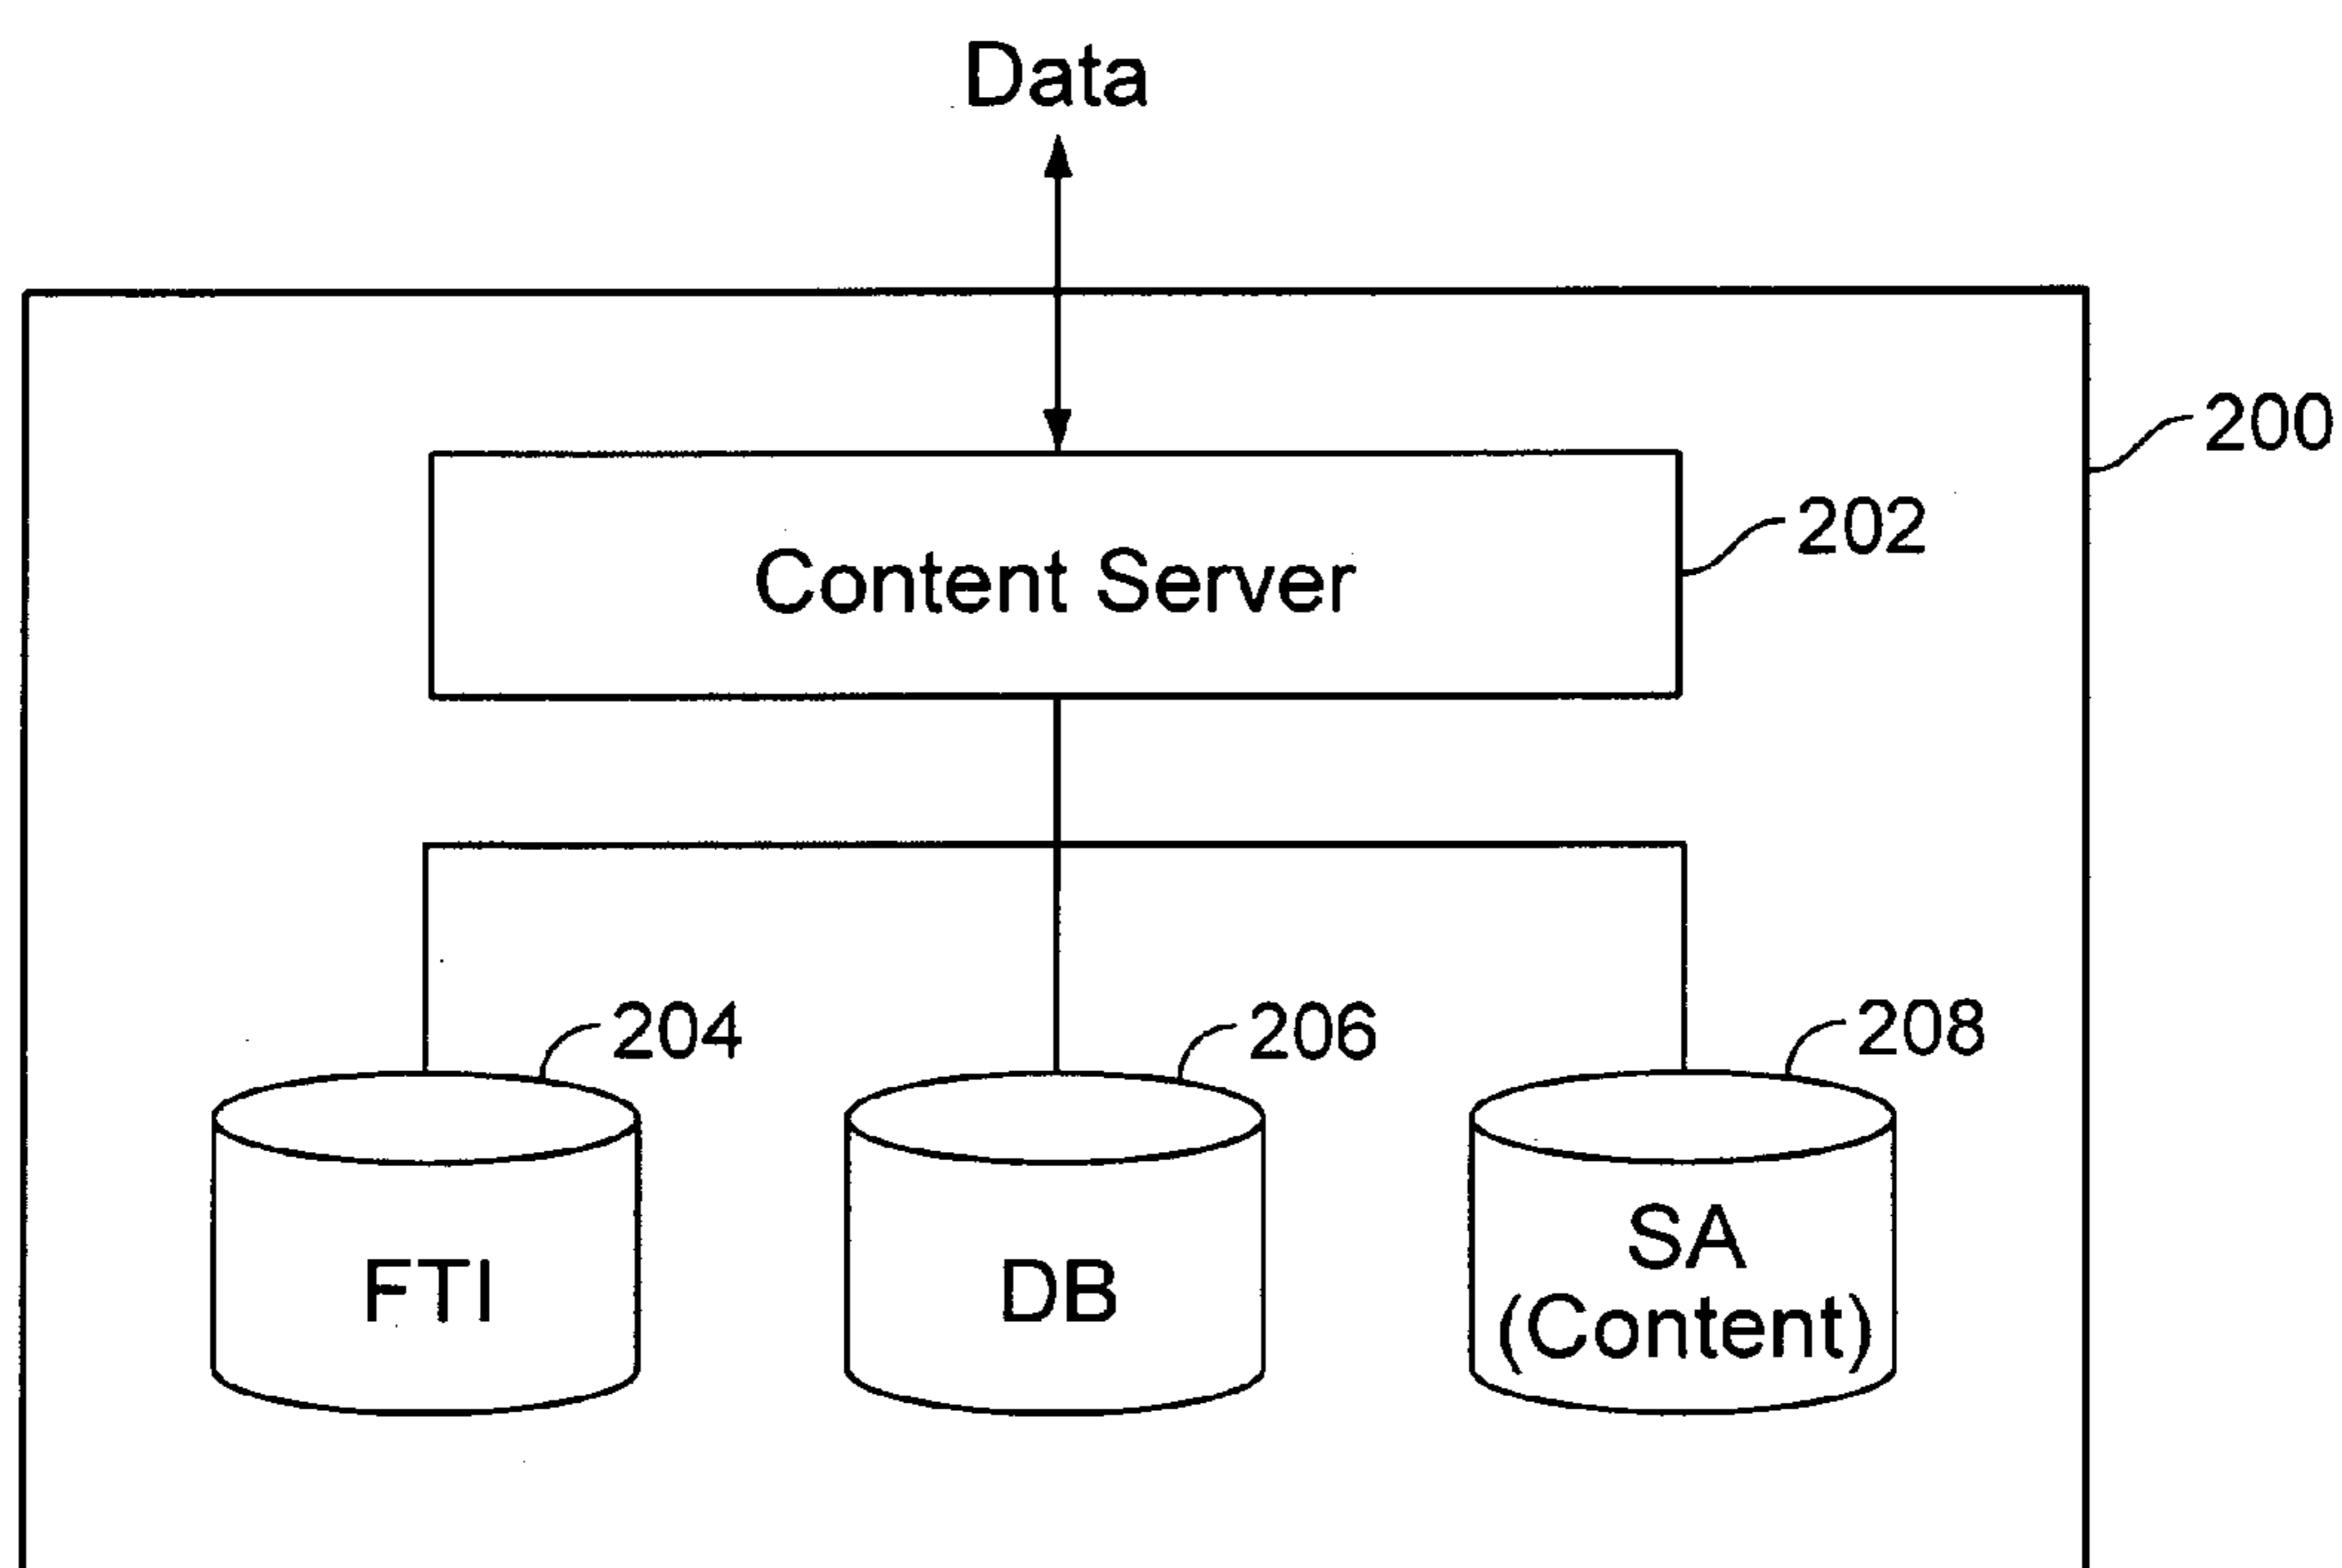 Data
200
202
Content Server
204
206
208
FTI
DB
SA
(Content)